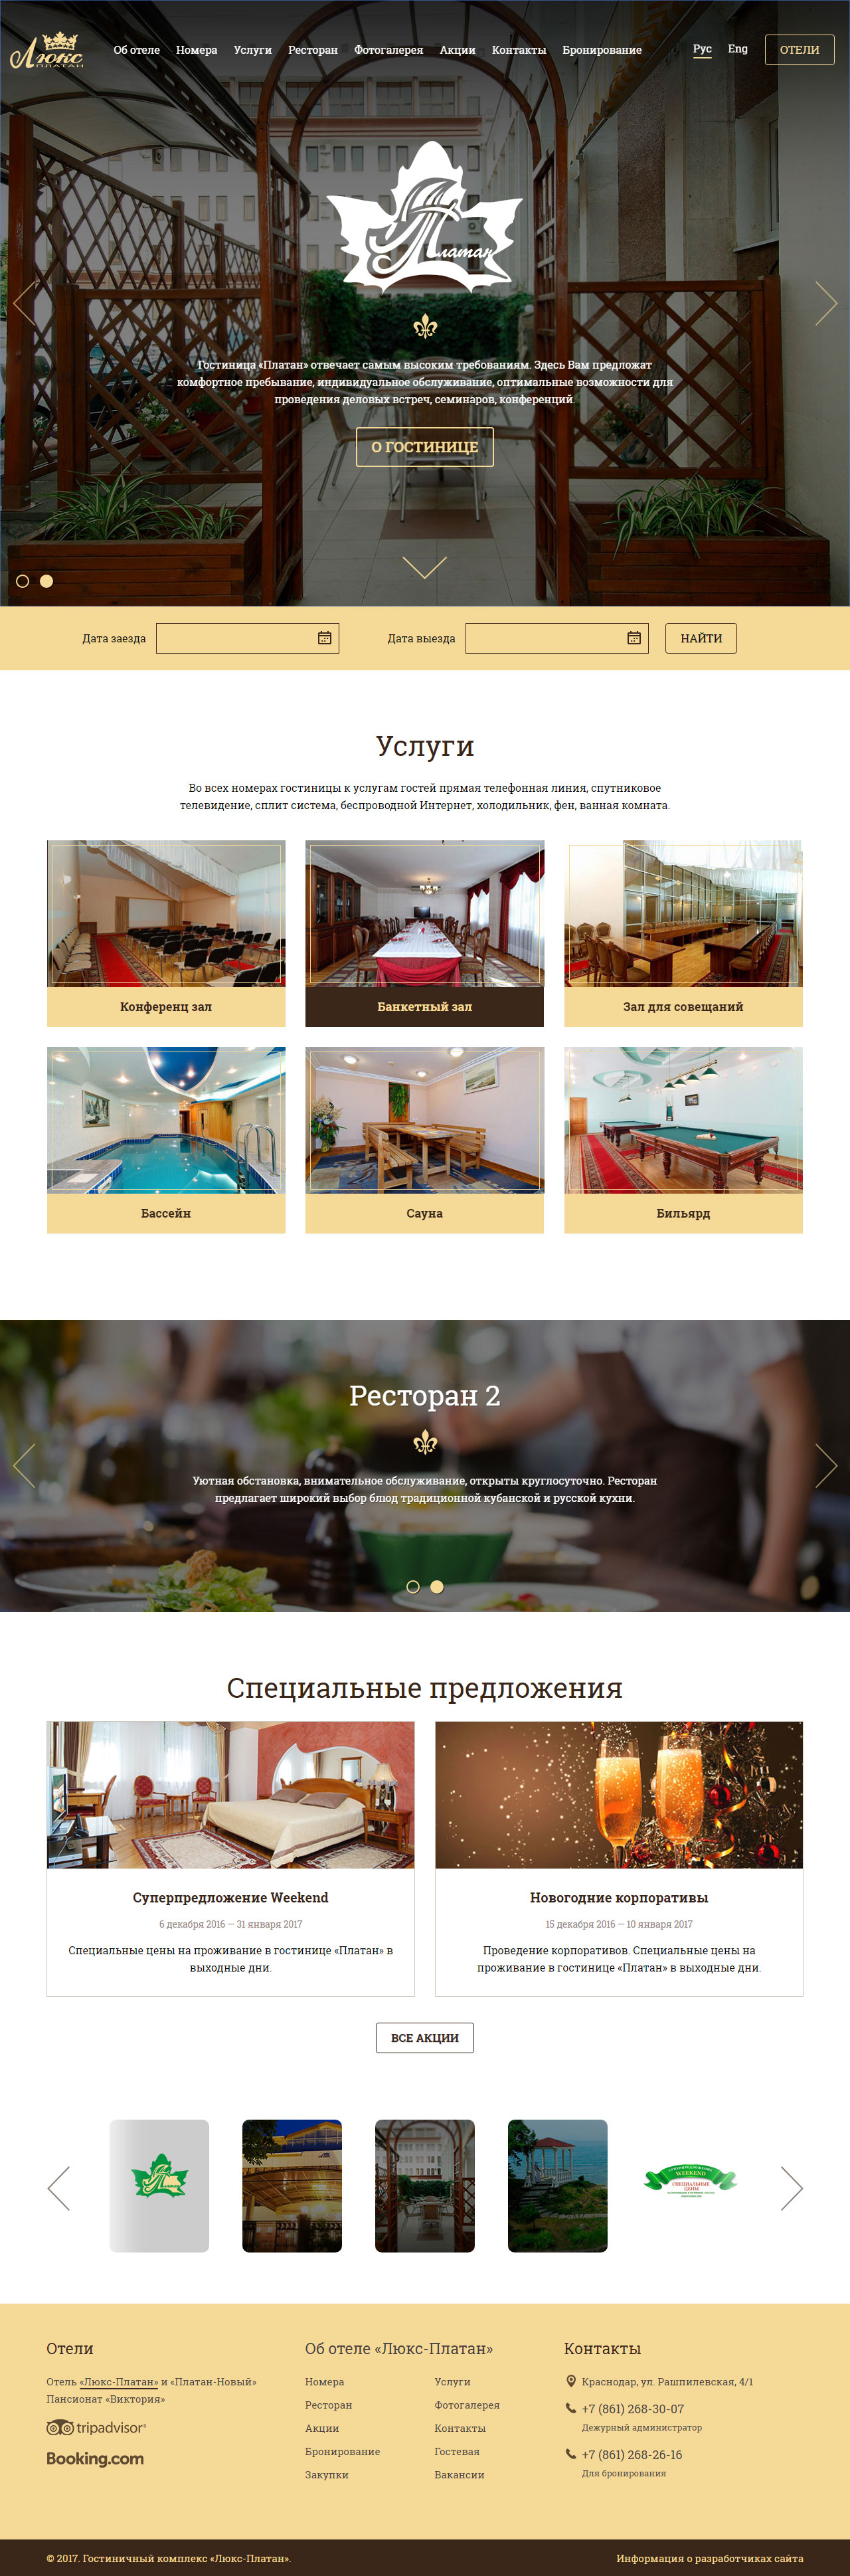 Люкс
ПЛАТАН
Об отеле Номера Услуги Ресторан Фотогалерея Акции Контакты Бронирование
Рус Eng ОТЕЛИ
Платан
Гостиница «Платан» отвечает самым высоким требованиям. Здесь Вам предложат
комфортное пребывание, индивидуальное обслуживание, оптимальные возможности для
проведения деловых встреч, семинаров, конференций.
О ГОСТИНИЦЕ
Дата заезда Дата выезда НАЙТИ
Услуги
Во всех номерах гостиницы к услугам гостей прямая телефонная линия, спутниковое
телевидение, сплит система, беспроводной Интернет, холодильник, фен, ванная комната.
Конференц зал Банкетный зал Зал для совещаний
Бассейн Сауна Бильярд
Ресторан 2
Уютная обстановка, внимательное обслуживание, открыты круглосуточно. Ресторан
предлагает широкий выбор блюд традиционной кубанской и русской кухни.
Специальные предложения
Суперпредложение Weekend
6 декабря 2016 — 31 января 2017
Специальные цены на проживание в гостинице «Платан» в
выходные дни.
Новогодние корпоративы
15 декабря 2016 — 10 января 2017
Проведение корпоративов. Специальные цены на
проживание в гостинице «Платан» в выходные дни.
ВСЕ АКЦИИ
WEEKEND
СПЕЦИАЛЬНЫЕ
ЦЕНЫ
Отели
Отель «Люкс-Платан» и «Платан-Новый»
Пансионат «Виктория»
tripadvisor
Booking.com
Об отеле «Люкс-Платан»
Номера Услуги
Ресторан Фотогалерея
Акции Контакты
Бронирование Гостевая
Закупки Вакансии
Контакты
Краснодар, ул. Рашпилевская, 4/1
+7 (861) 268-30-07
Дежурный администратор
+7 (861) 268-26-16
Для бронирования
© 2017. Гостиничный комплекс «Люкс-Платан».
Информация о разработчиках сайта